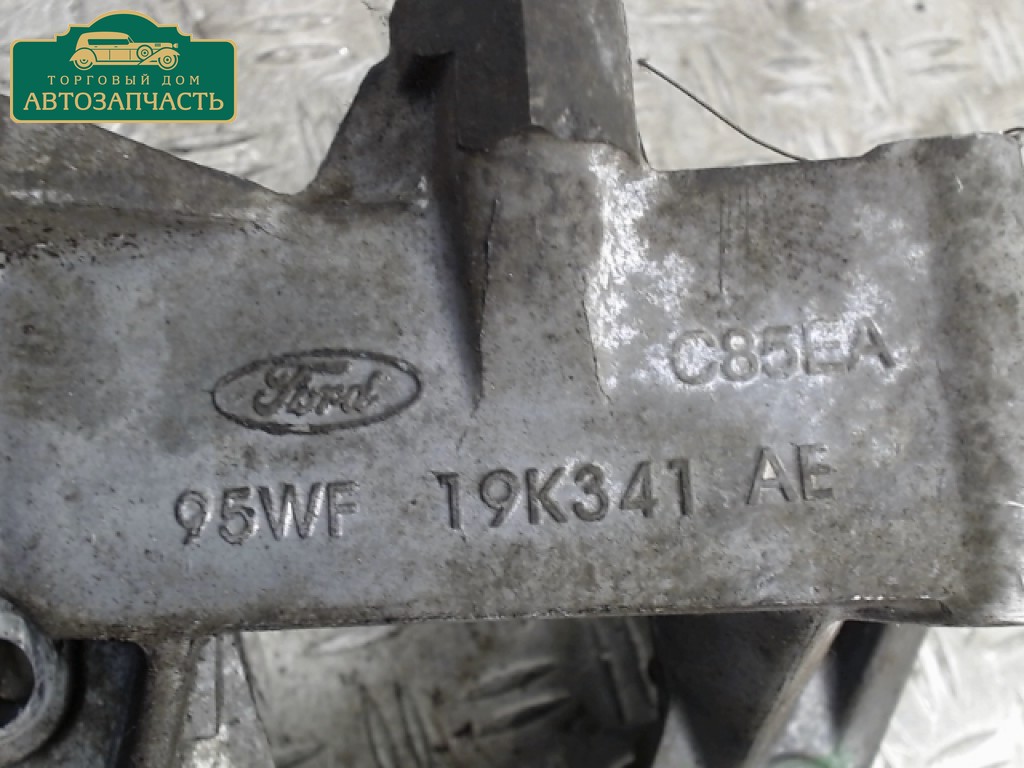 ТОРГОВЫЙ ДОМ
АВТОЗАПЧАСТЬ
C85EA
Ford
95WF 19K341 AE